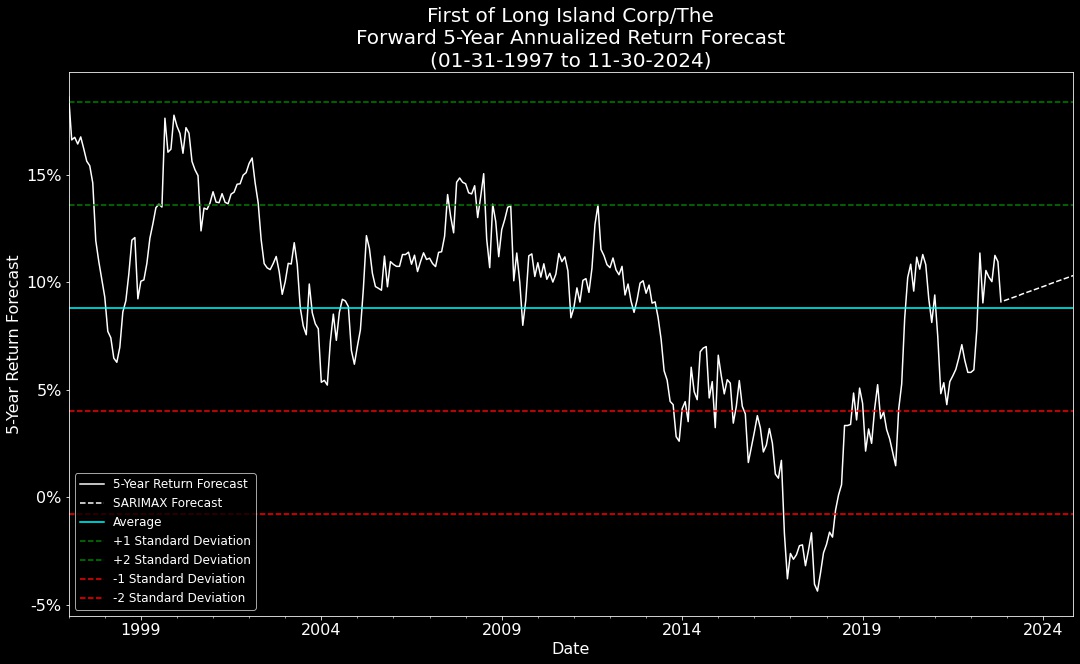 First of Long Island Corp/The
Forward 5-Year Annualized Return Forecast
(01-31-1997 to 11-30-2024)
5-Year Return Forecast
15%
10%
5%
0%
-5%
5-Year Return Forecast
SARIMAX Forecast
Average
+1 Standard Deviation
+2 Standard Deviation
-1 Standard Deviation
-2 Standard Deviation
1999
2004
2009
2014
2019
2024
Date